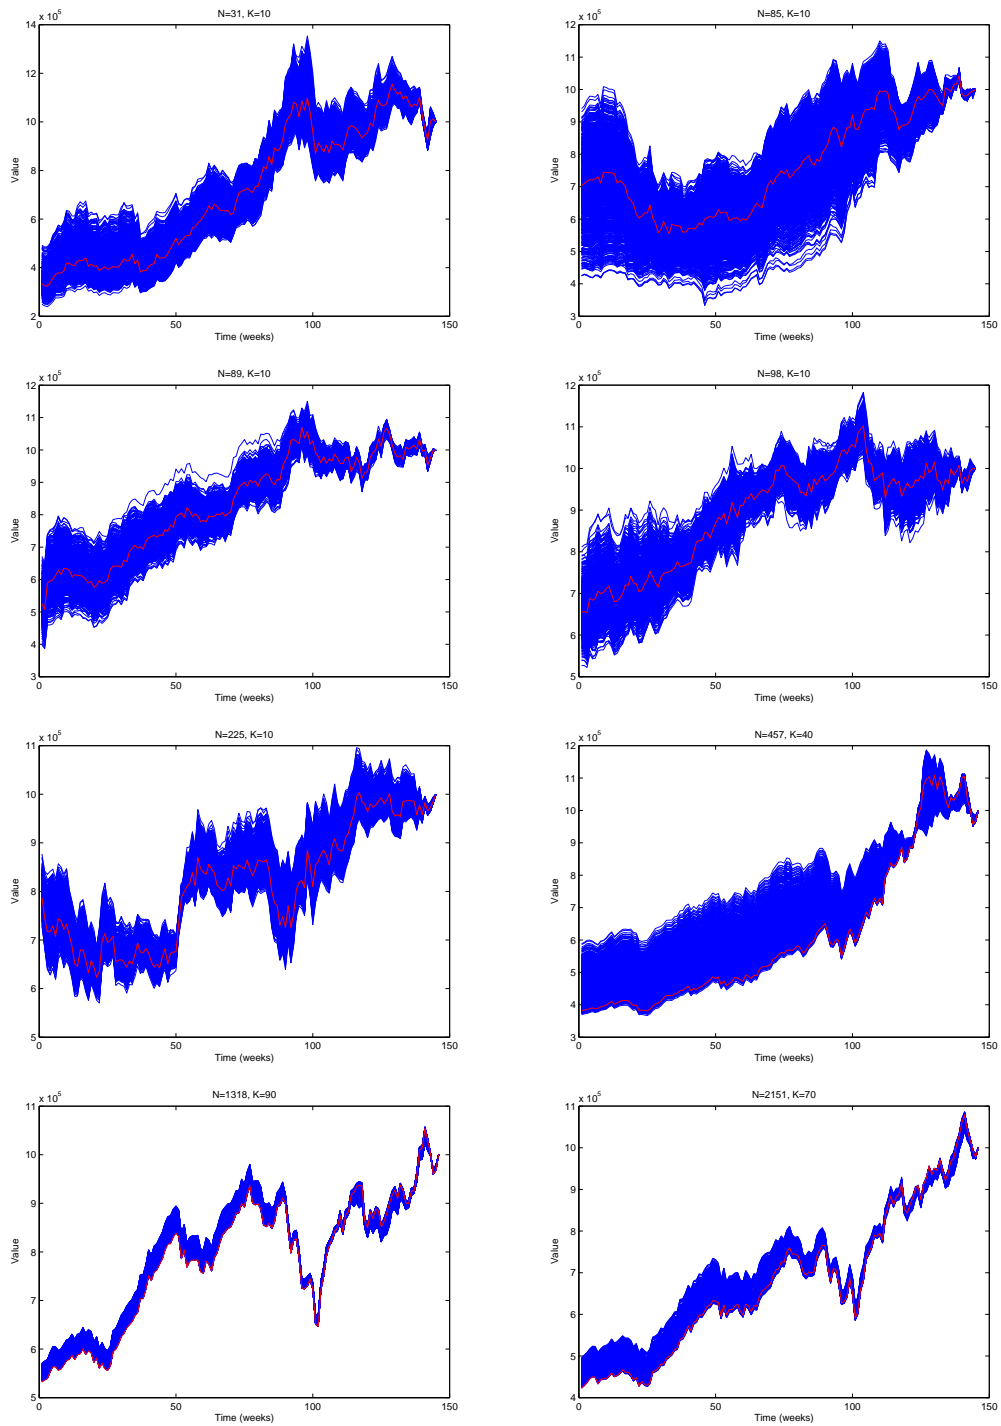 N=31, K=10
x 10^5
14
12
10
8
6
4
2
Value
0 50 100 150
Time (weeks)
N=85, K=10
x 10^5
12
11
10
9
8
7
6
5
4
3
Value
0 50 100 150
Time (weeks)
N=89, K=10
x 10^5
12
11
10
9
8
7
6
5
4
3
Value
0 50 100 150
Time (weeks)
N=98, K=10
x 10^5
12
11
10
9
8
7
6
5
Value
0 50 100 150
Time (weeks)
N=225, K=10
x 10^5
11
10
9
8
7
6
5
Value
0 50 100 150
Time (weeks)
N=457, K=40
x 10^5
12
11
10
9
8
7
6
5
4
3
Value
0 50 100 150
Time (weeks)
N=1318, K=90
x 10^5
11
10
9
8
7
6
5
Value
0 50 100 150
Time (weeks)
N=2151, K=70
x 10^5
11
10
9
8
7
6
5
4
Value
0 50 100 150
Time (weeks)